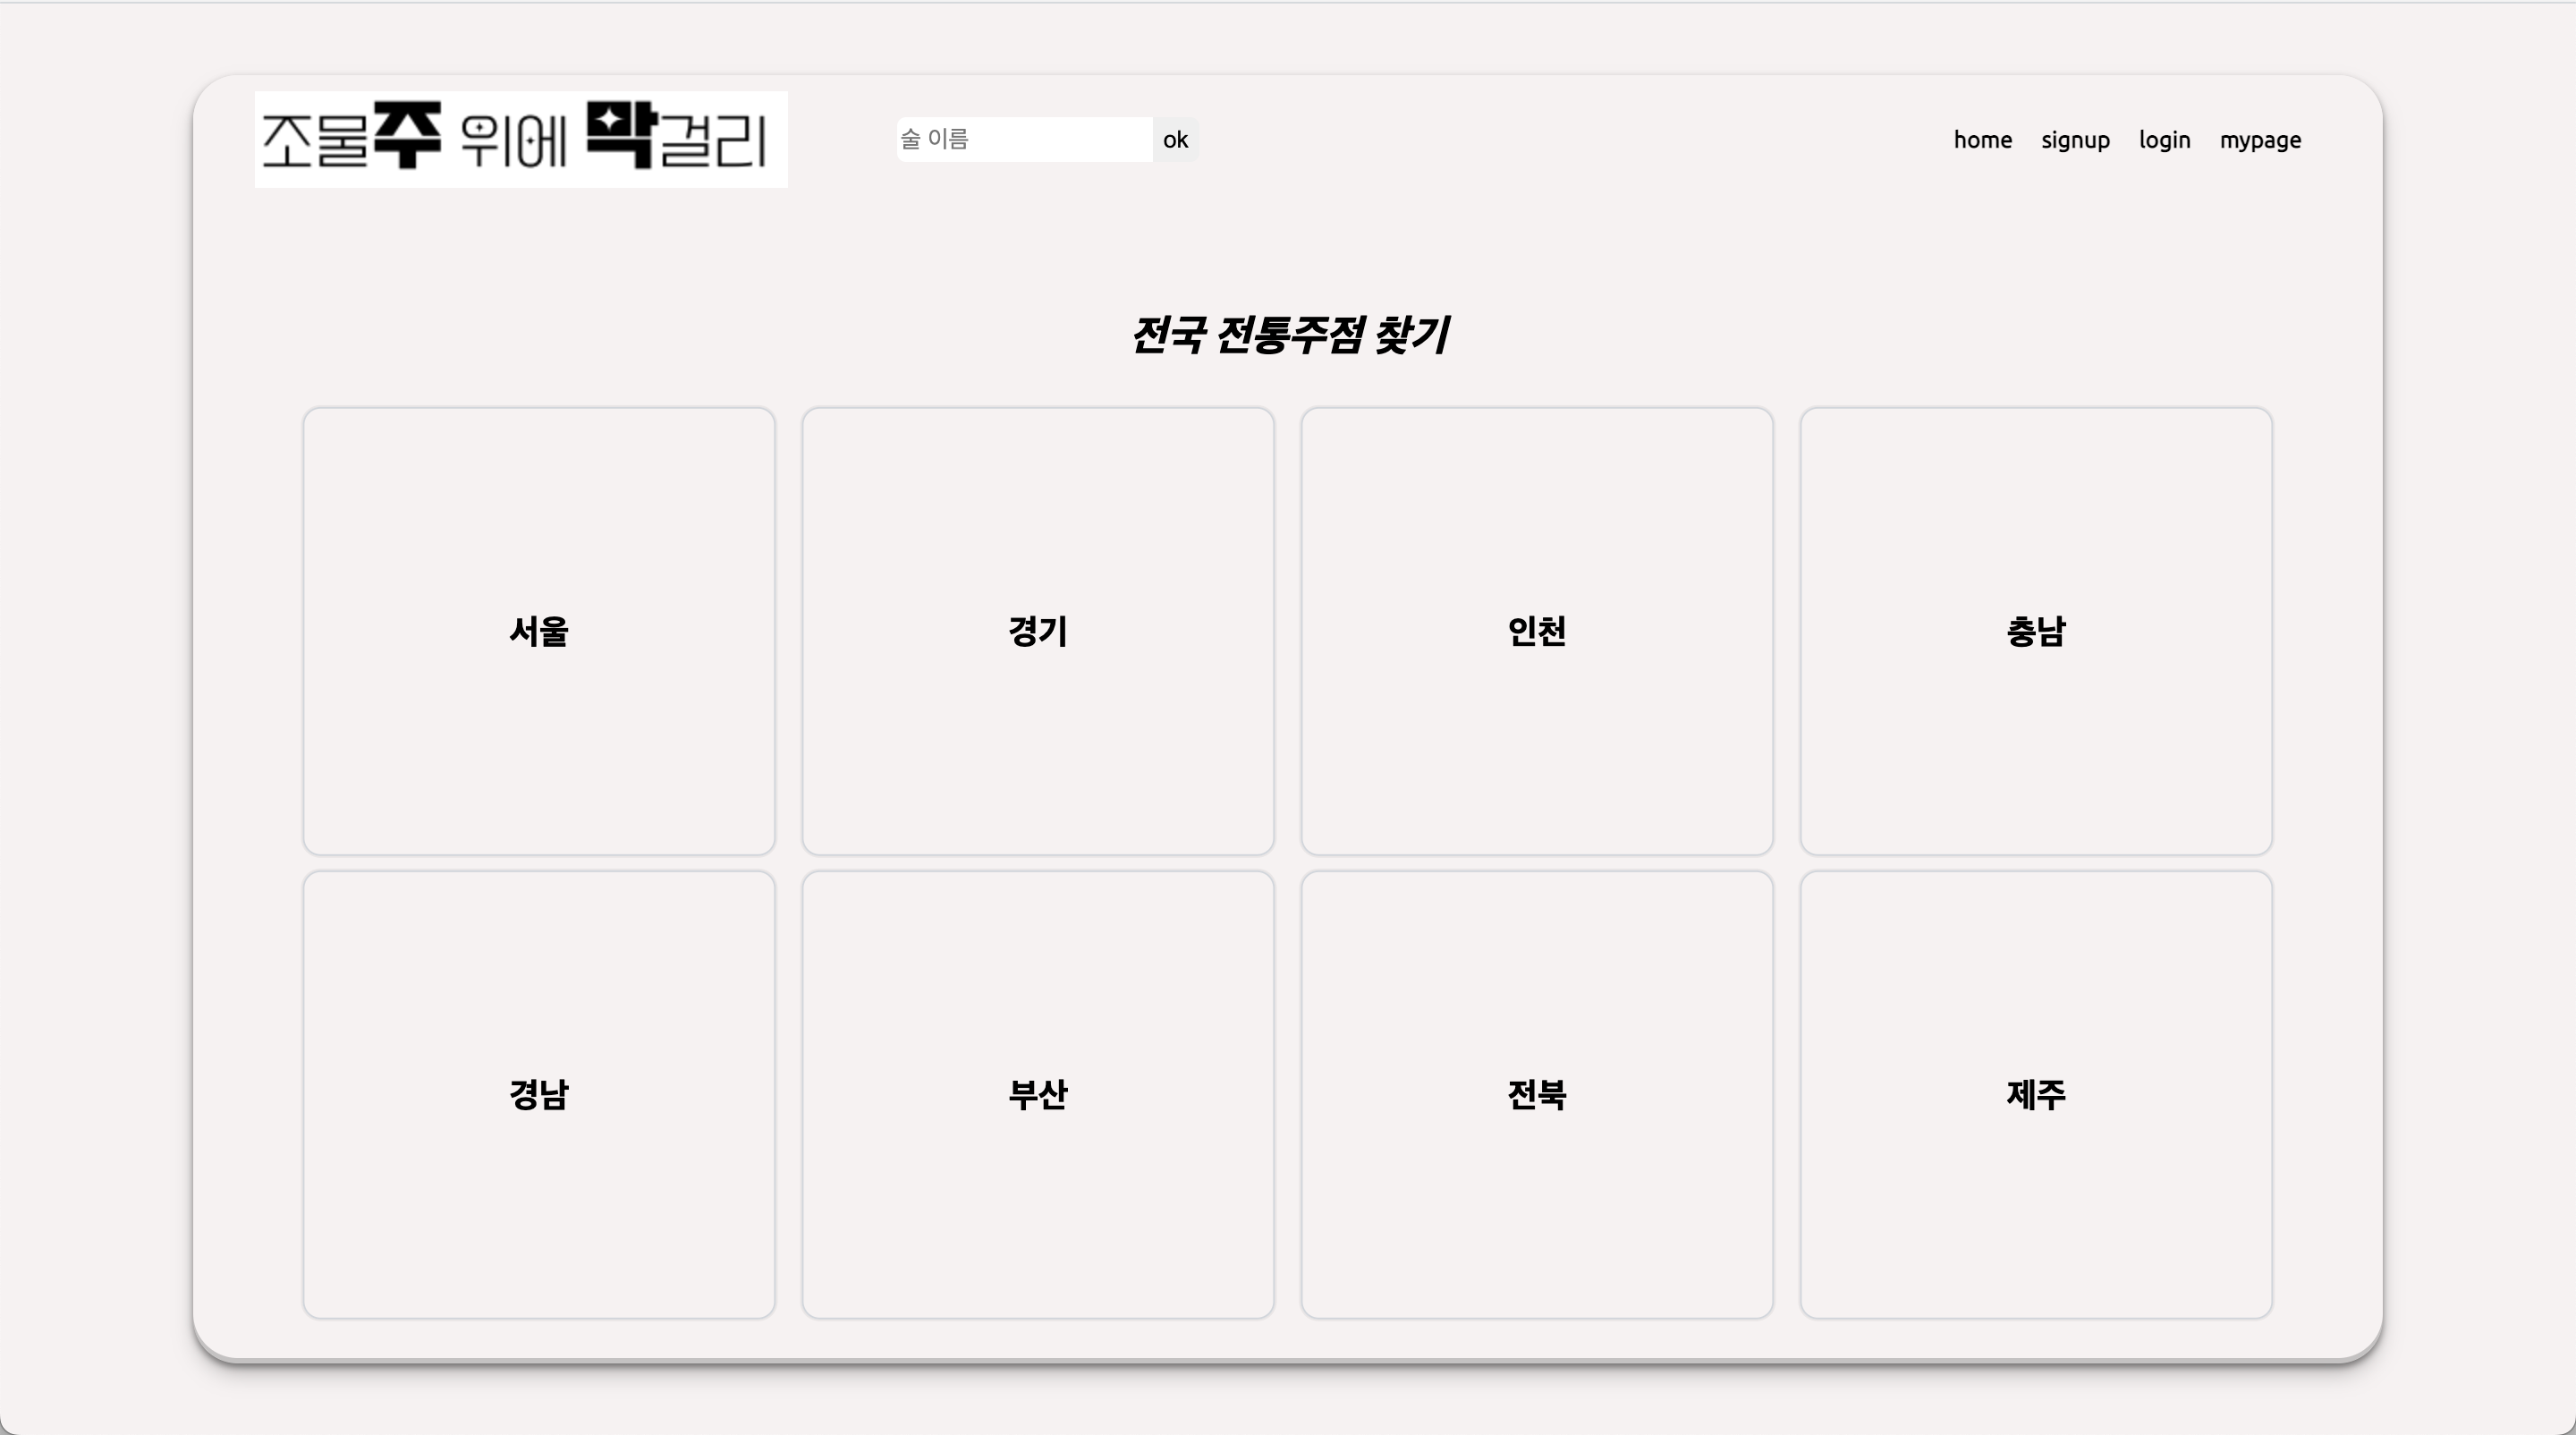 조물주 위에 막걸리
술 이름 ok
home signup login mypage
전국 전통주점 찾기
서울 경기 인천 충남
경남 부산 전북 제주